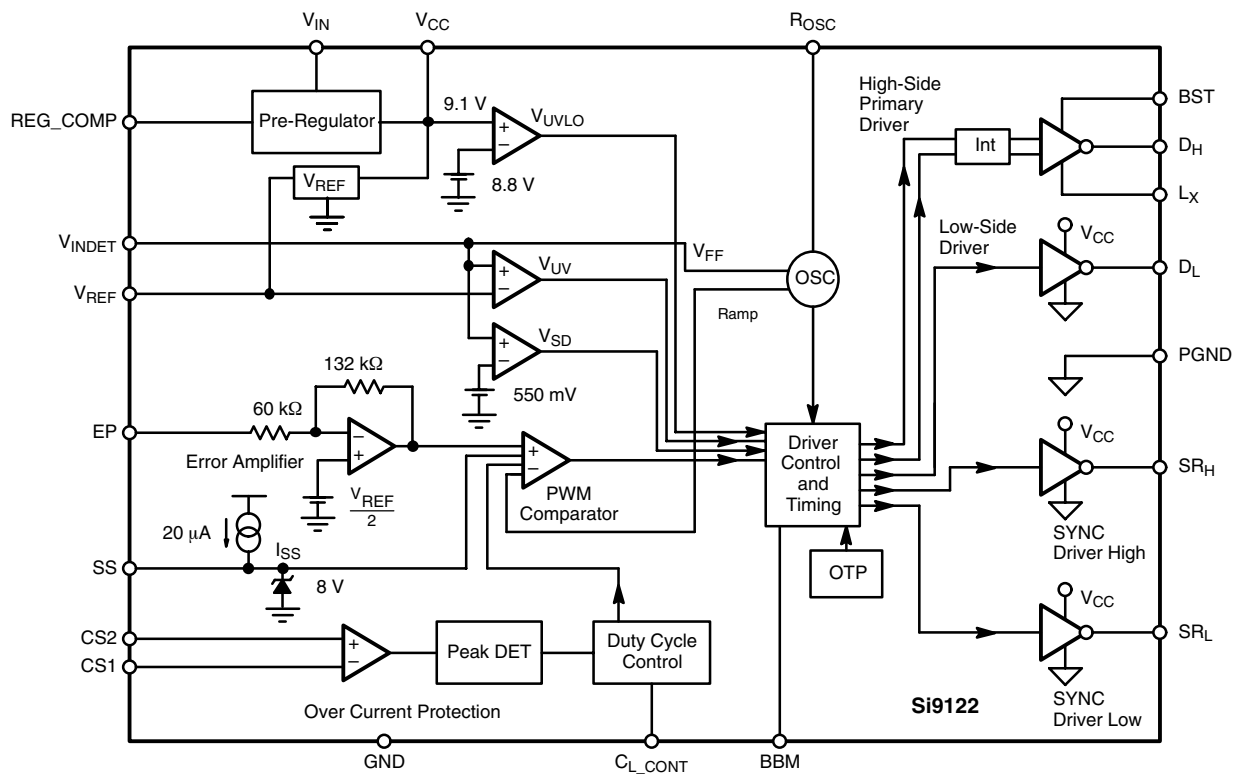 VIN VCC ROSC
REG_COMP
Pre-Regulator
9.1 V
VUVLO
8.8 V
VREF
High-Side
Primary
Driver
Int
BST
DH
LX
VINDET
VREF
VUV
VFF
OSC
Ramp
VSD
550 mV
Low-Side
Driver
VCC
DL
PGND
132 kΩ
60 kΩ
EP
Error Amplifier
VREF
2
PWM
Comparator
Driver
Control
and
Timing
OTP
VCC
SRH
SYNC
Driver High
20 μA
ISS
SS
8 V
CS2
CS1
Peak DET
Duty Cycle
Control
Over Current Protection
VCC
SRL
SYNC
Driver Low
Si9122
GND CL_CONT BBM
+
−
+
−
+
−
−
+
+
−
+
−